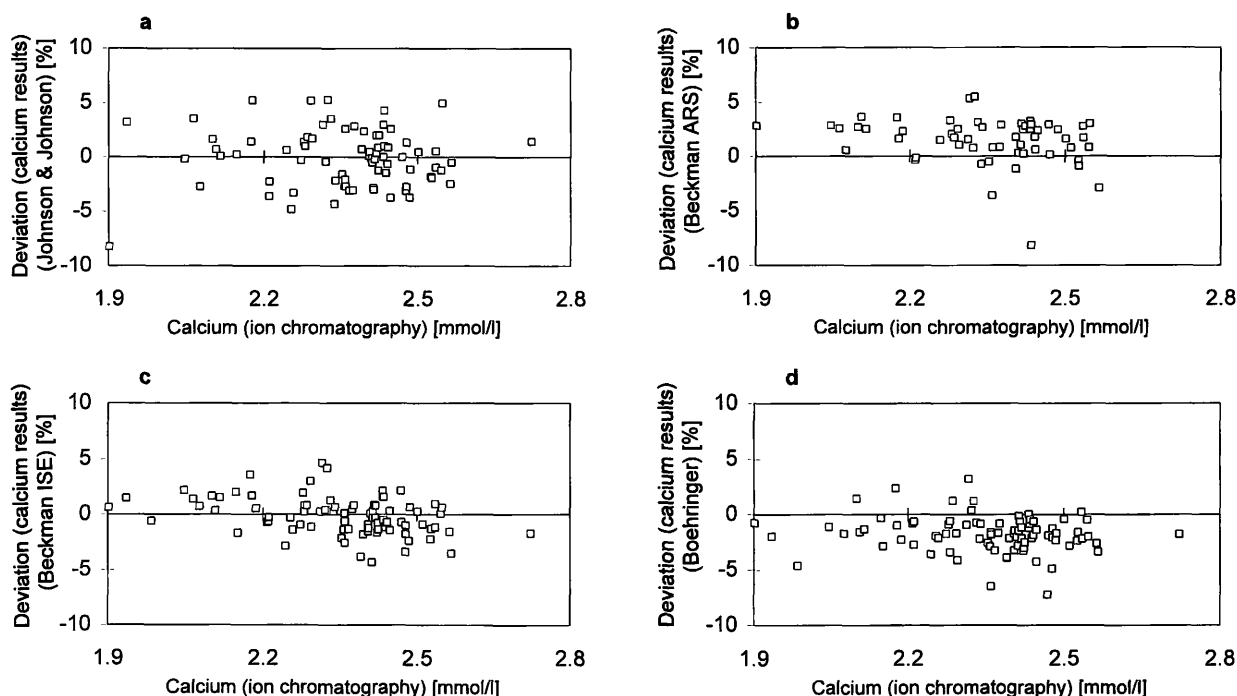 a
Deviation (calcium results)
(Johnson & Johnson) [%]
10
5
0
-5
-10
1.9
2.2
2.5
2.8
Calcium (ion chromatography) [mmol/l]
b
Deviation (calcium results)
(Beckman ARS) [%]
10
5
0
-5
-10
1.9
2.2
2.5
2.8
Calcium (ion chromatography) [mmol/l]
c
Deviation (calcium results)
(Beckman ISE) [%]
10
5
0
-5
-10
1.9
2.2
2.5
2.8
Calcium (ion chromatography) [mmol/l]
d
Deviation (calcium results)
(Boehringer) [%]
10
5
0
-5
-10
1.9
2.2
2.5
2.8
Calcium (ion chromatography) [mmol/l]